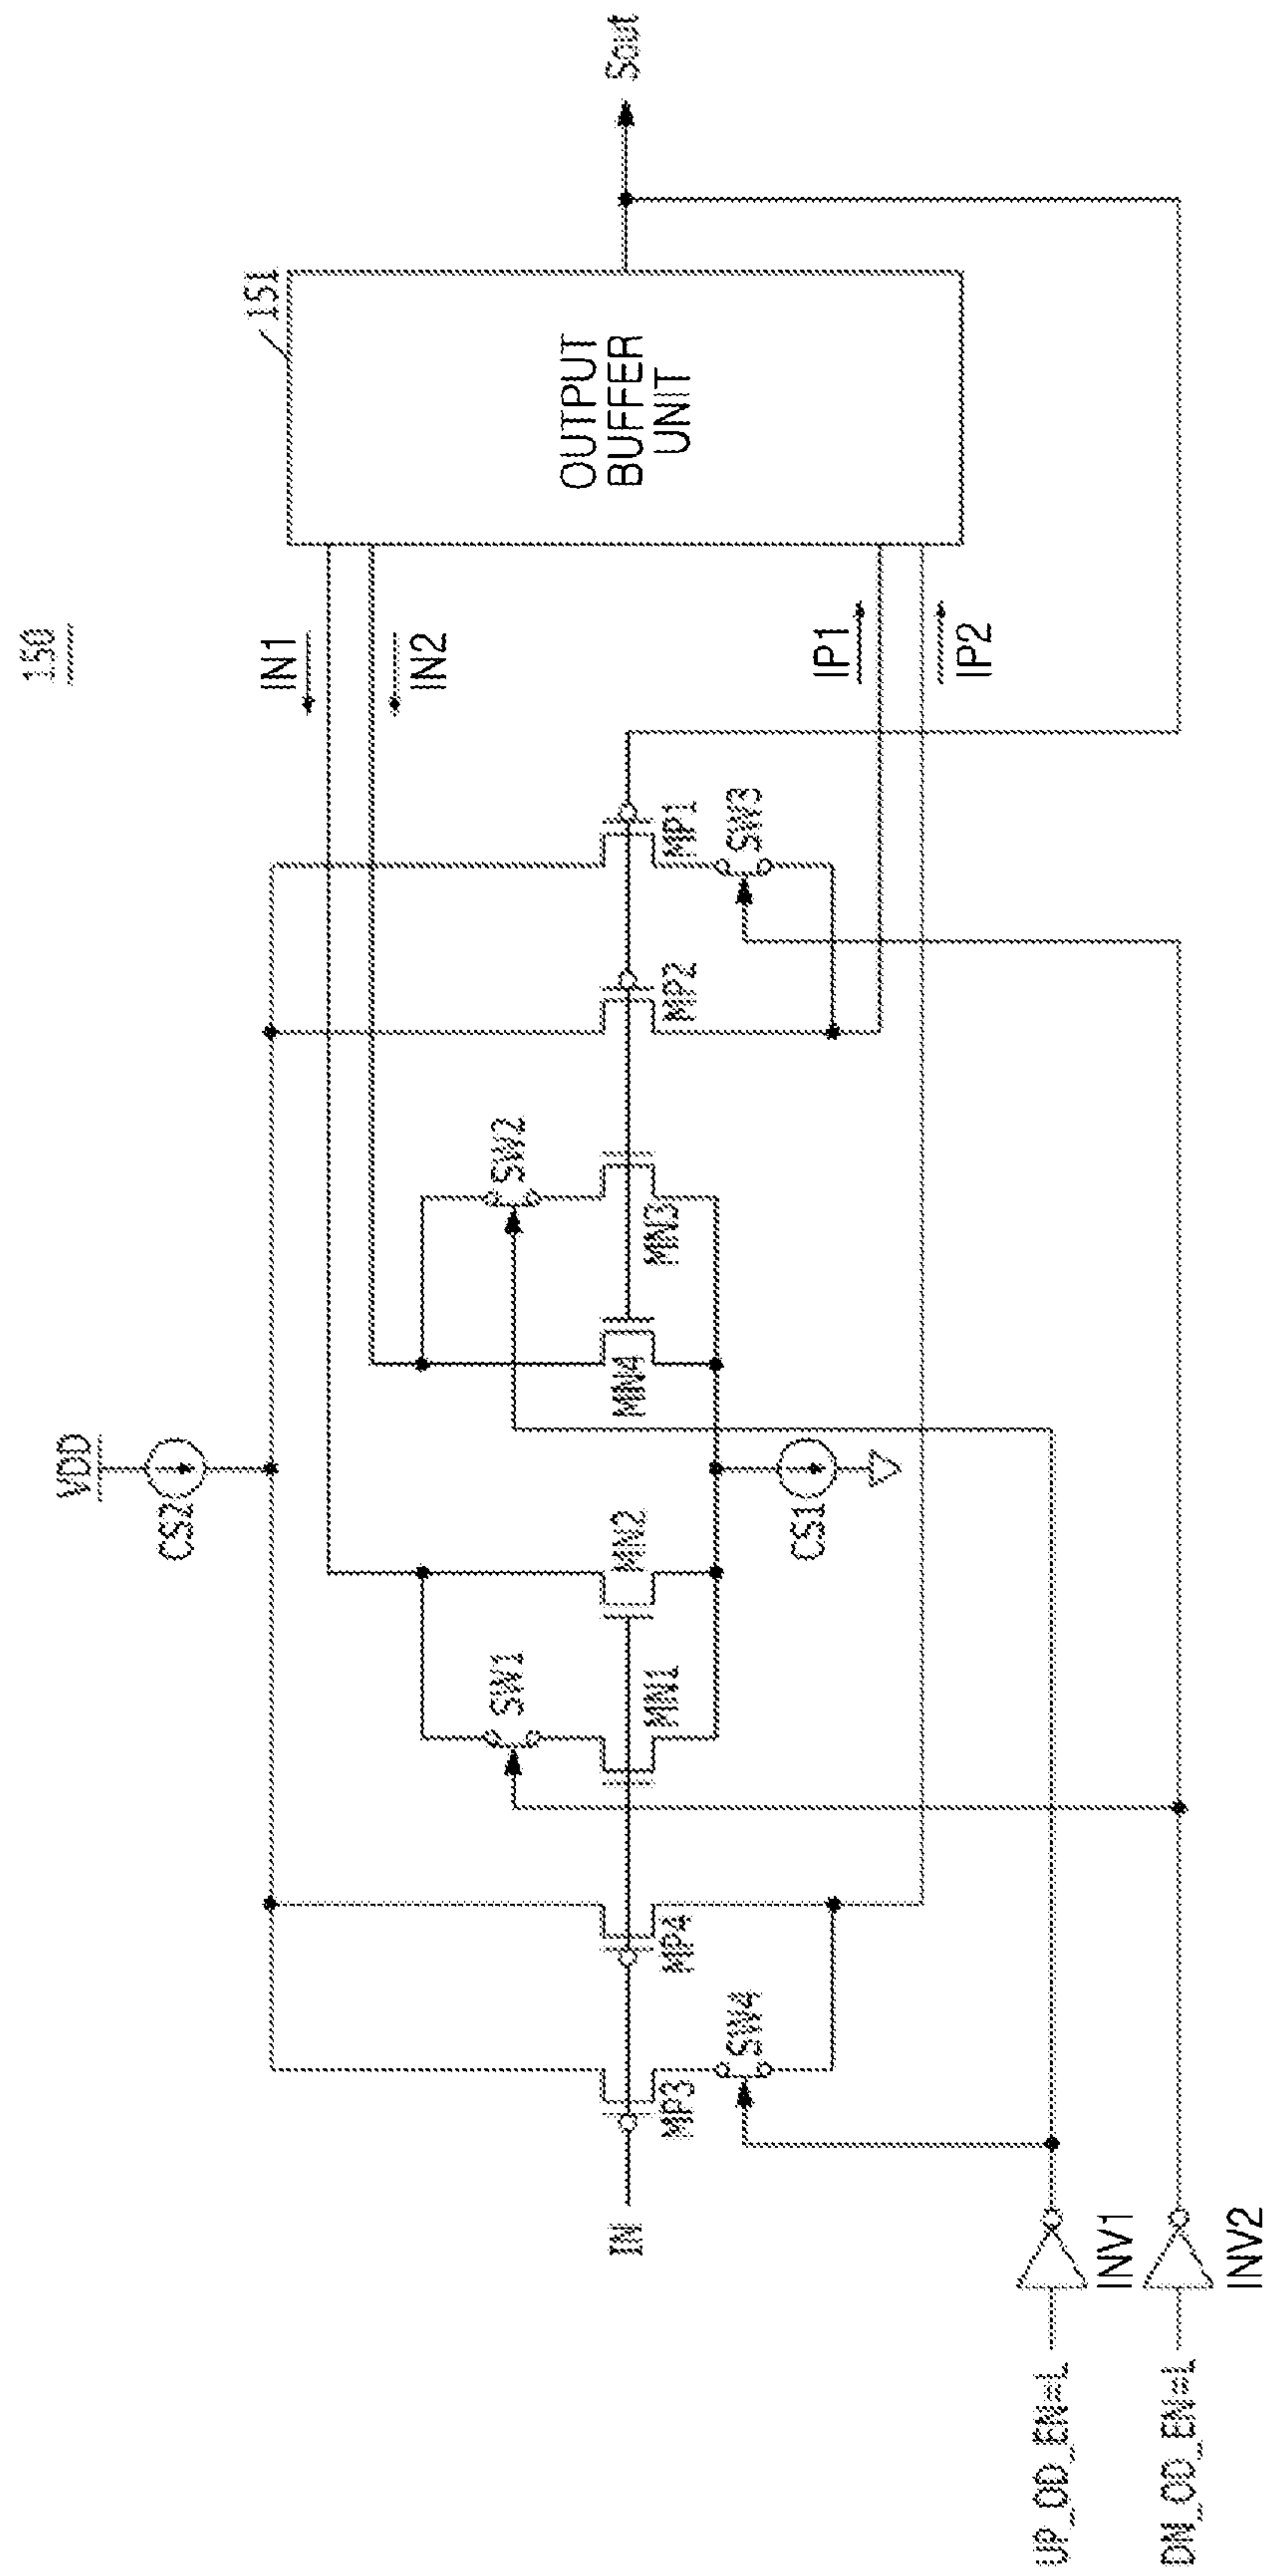 150
VDD
CS2
151
IN1
IN2
OUTPUT
BUFFER
UNIT
Sout
SW1
SW2
MN1
MN2
MN4
MN3
MP3
MP4
MP2
MP1
IN
SW4
CS1
SW3
IP1
IP2
UP_OD_EN=L
INV1
DN_OD_EN=L
INV2